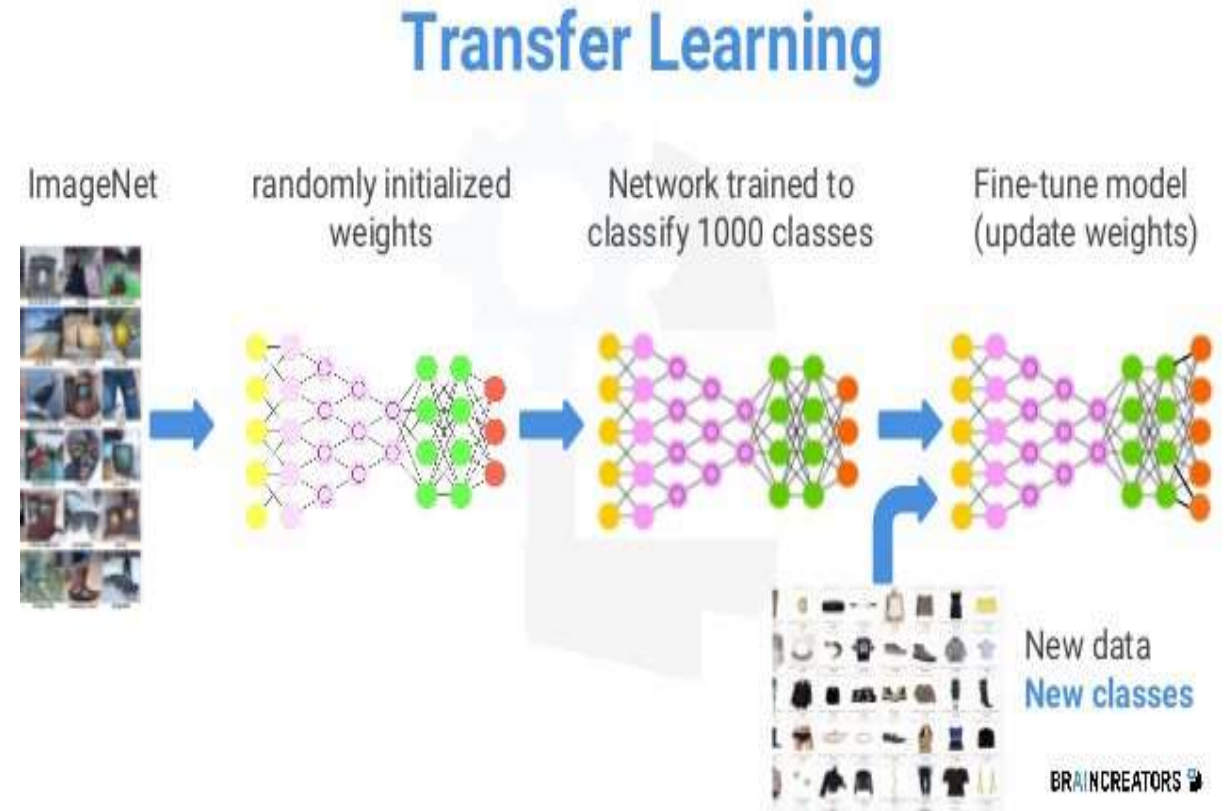 Transfer Learning
ImageNet
randomly initialized
weights
Network trained to
classify 1000 classes
Fine-tune model
(update weights)
New data
New classes
BRAINCREATORS